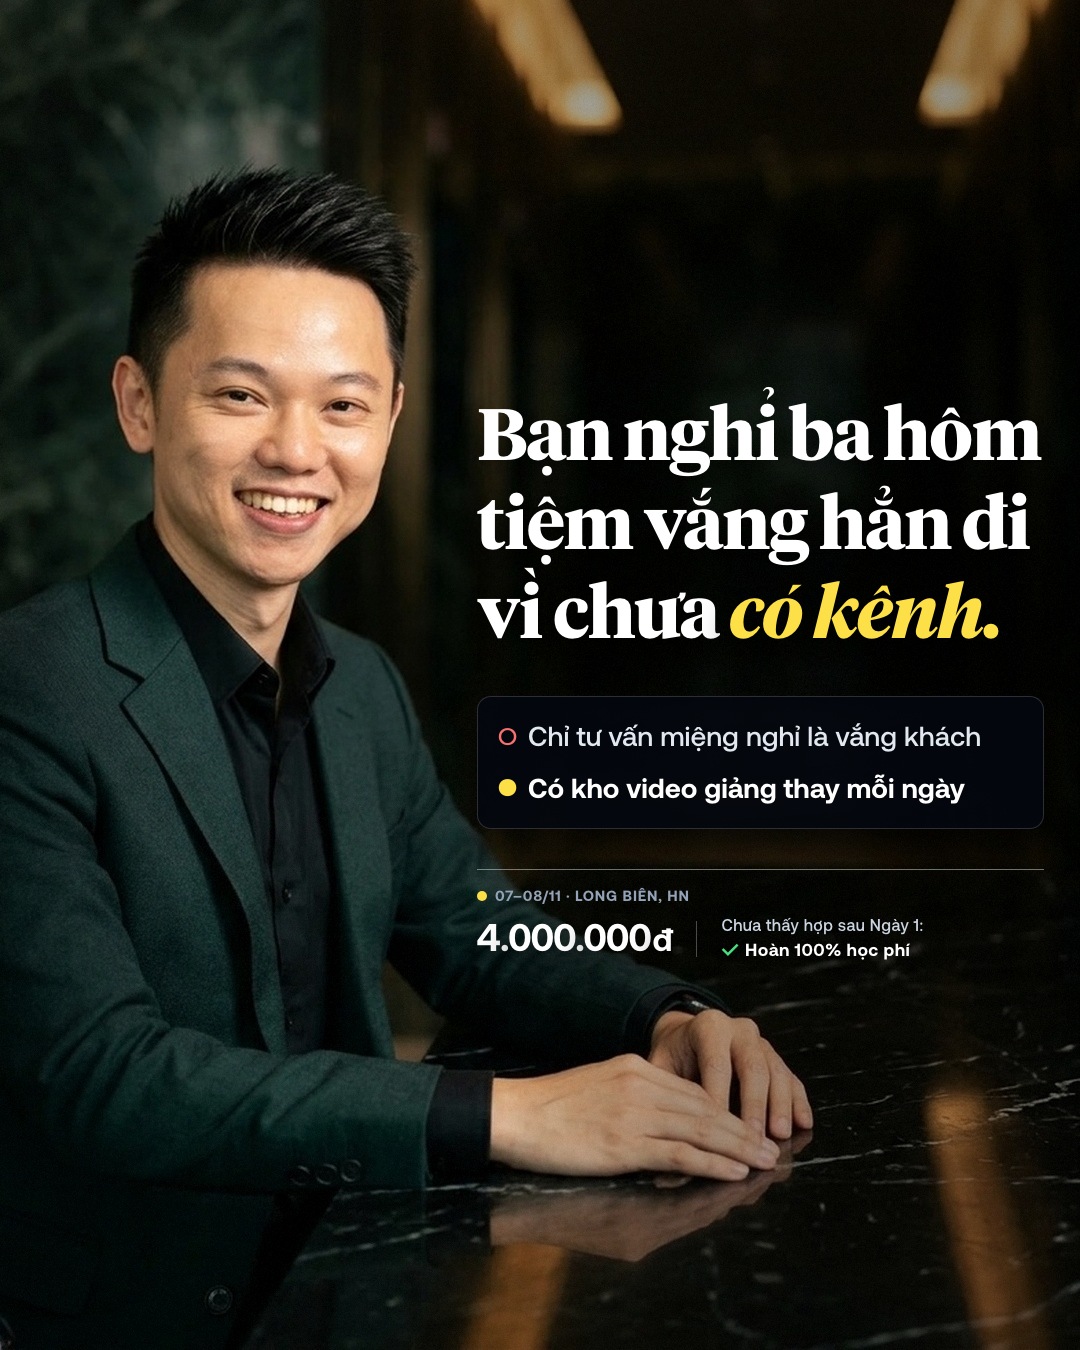 Bạn nghỉ ba hôm
tiệm vắng hẳn đi
vì chưa có kênh.
Chỉ tư vấn miệng nghỉ là vắng khách
Có kho video giảng thay mỗi ngày
07–08/11 · LONG BIÊN, HN
4.000.000đ
Chưa thấy hợp sau Ngày 1:
Hoàn 100% học phí